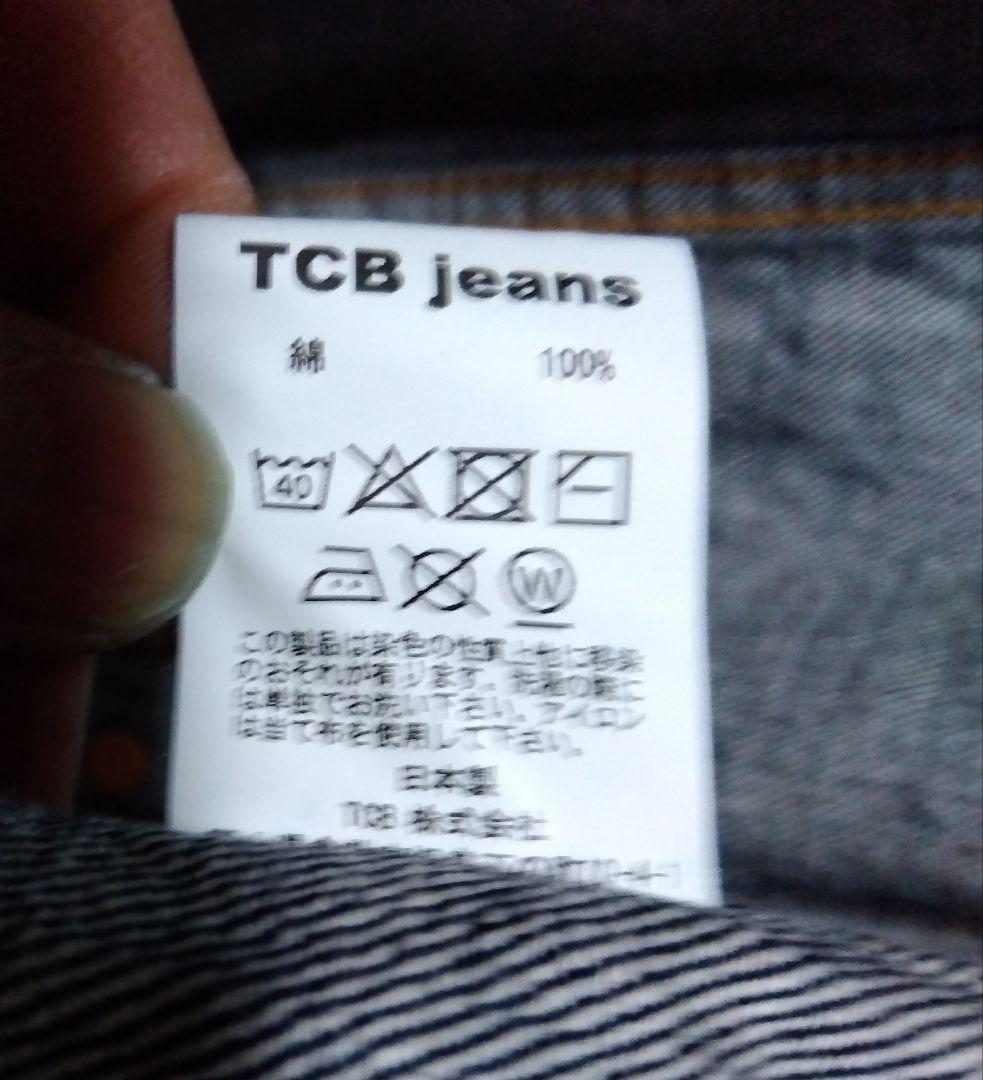 TCB jeans
綿 100%
40
W
この製品は染色の性質上他に移染
のおそれが有ります。洗濯の際に
は単独でお洗い下さい。アイロン
は当て布を使用して下さい。
日本製
TCB 株式会社